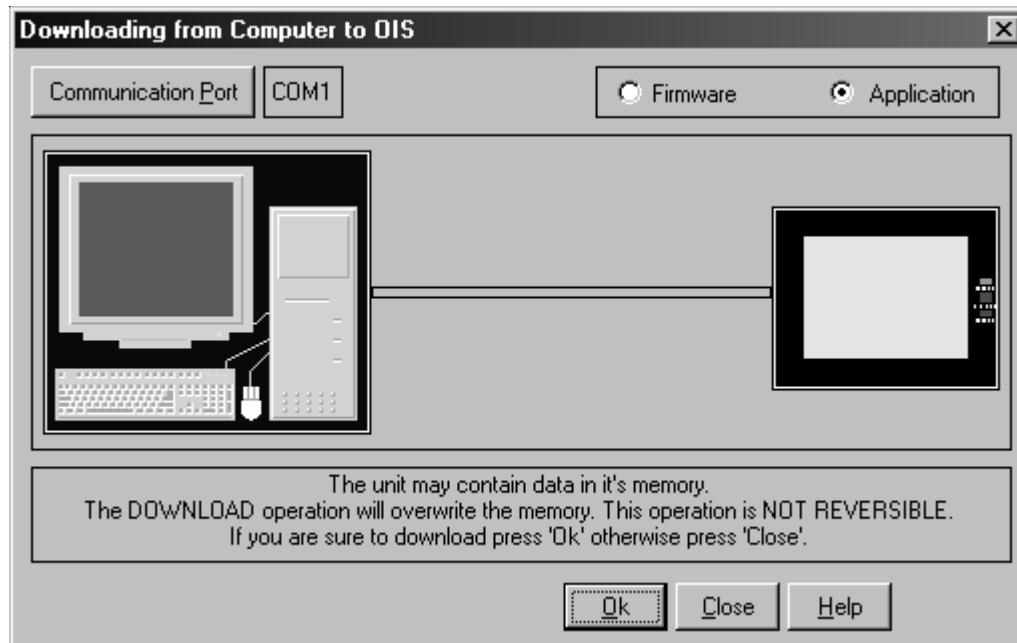 Downloading from Computer to OIS
Communication Port COM1 Firmware Application
The unit may contain data in it's memory.
The DOWNLOAD operation will overwrite the memory. This operation is NOT REVERSIBLE.
If you are sure to download press 'Ok' otherwise press 'Close'.
Ok Close Help